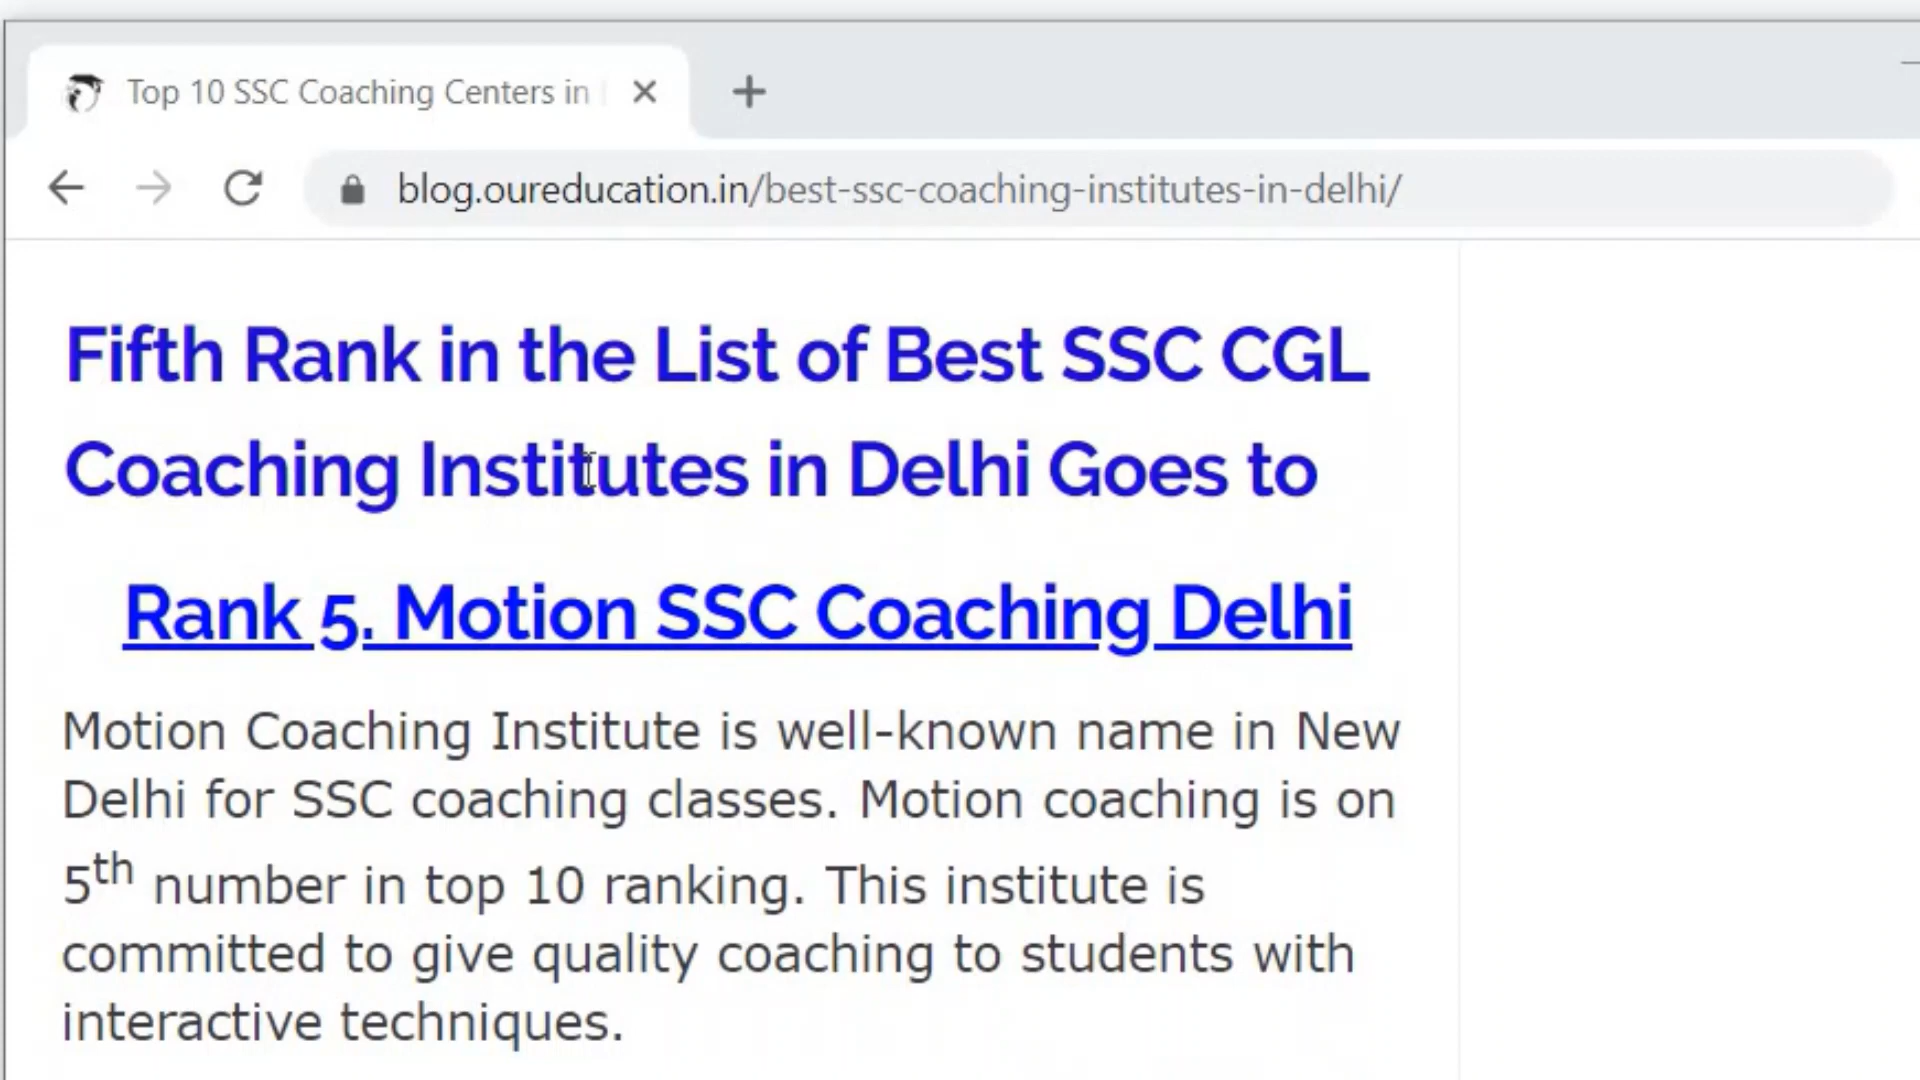 Top 10 SSC Coaching Centers in
blog.oureducation.in/best-ssc-coaching-institutes-in-delhi/
Fifth Rank in the List of Best SSC CGL
Coaching Institutes in Delhi Goes to
Rank 5. Motion SSC Coaching Delhi
Motion Coaching Institute is well-known name in New
Delhi for SSC coaching classes. Motion coaching is on
5th number in top 10 ranking. This institute is
committed to give quality coaching to students with
interactive techniques.